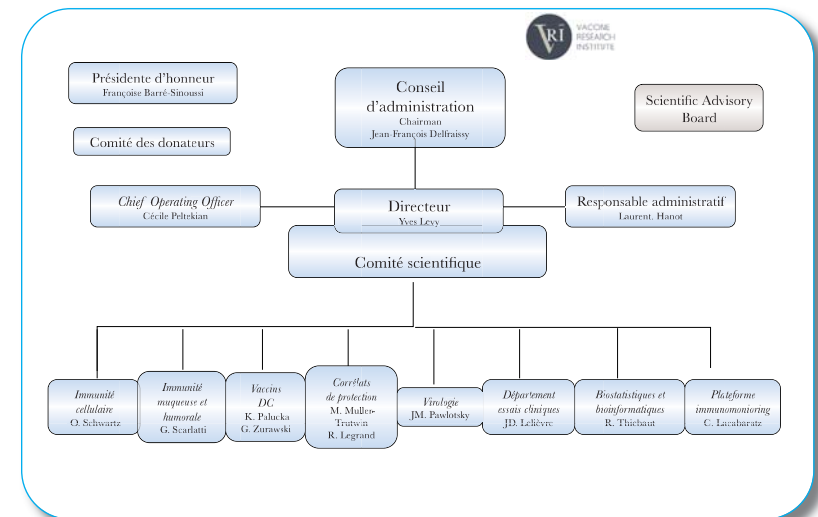 VRI
VACCINE
RESEARCH
INSTITUTE
Présidente d'honneur
Françoise Barré-Sinoussi
Conseil
d'administration
Chairman
Jean-François Delfraissy
Scientific Advisory
Board
Comité des donateurs
Chief Operating Officer
Cécile Peltekian
Directeur
Yves Levy
Responsable administratif
Laurent. Hanot
Comité scientifique
Immunité
cellulaire
O. Schwartz
Immunité
muqueuse et
humorale
G. Scarlatti
Vaccins
DC
K. Palucka
G. Zurawski
Corrélats
de protection
M. Muller-
Trutwin
R. Legrand
Virologie
JM. Pawlotsky
Département
essais cliniques
JD. Lelièvre
Biostatistiques et
bioinformatiques
R. Thiebaut
Plateforme
immunomonioring
C. Lacabaratz